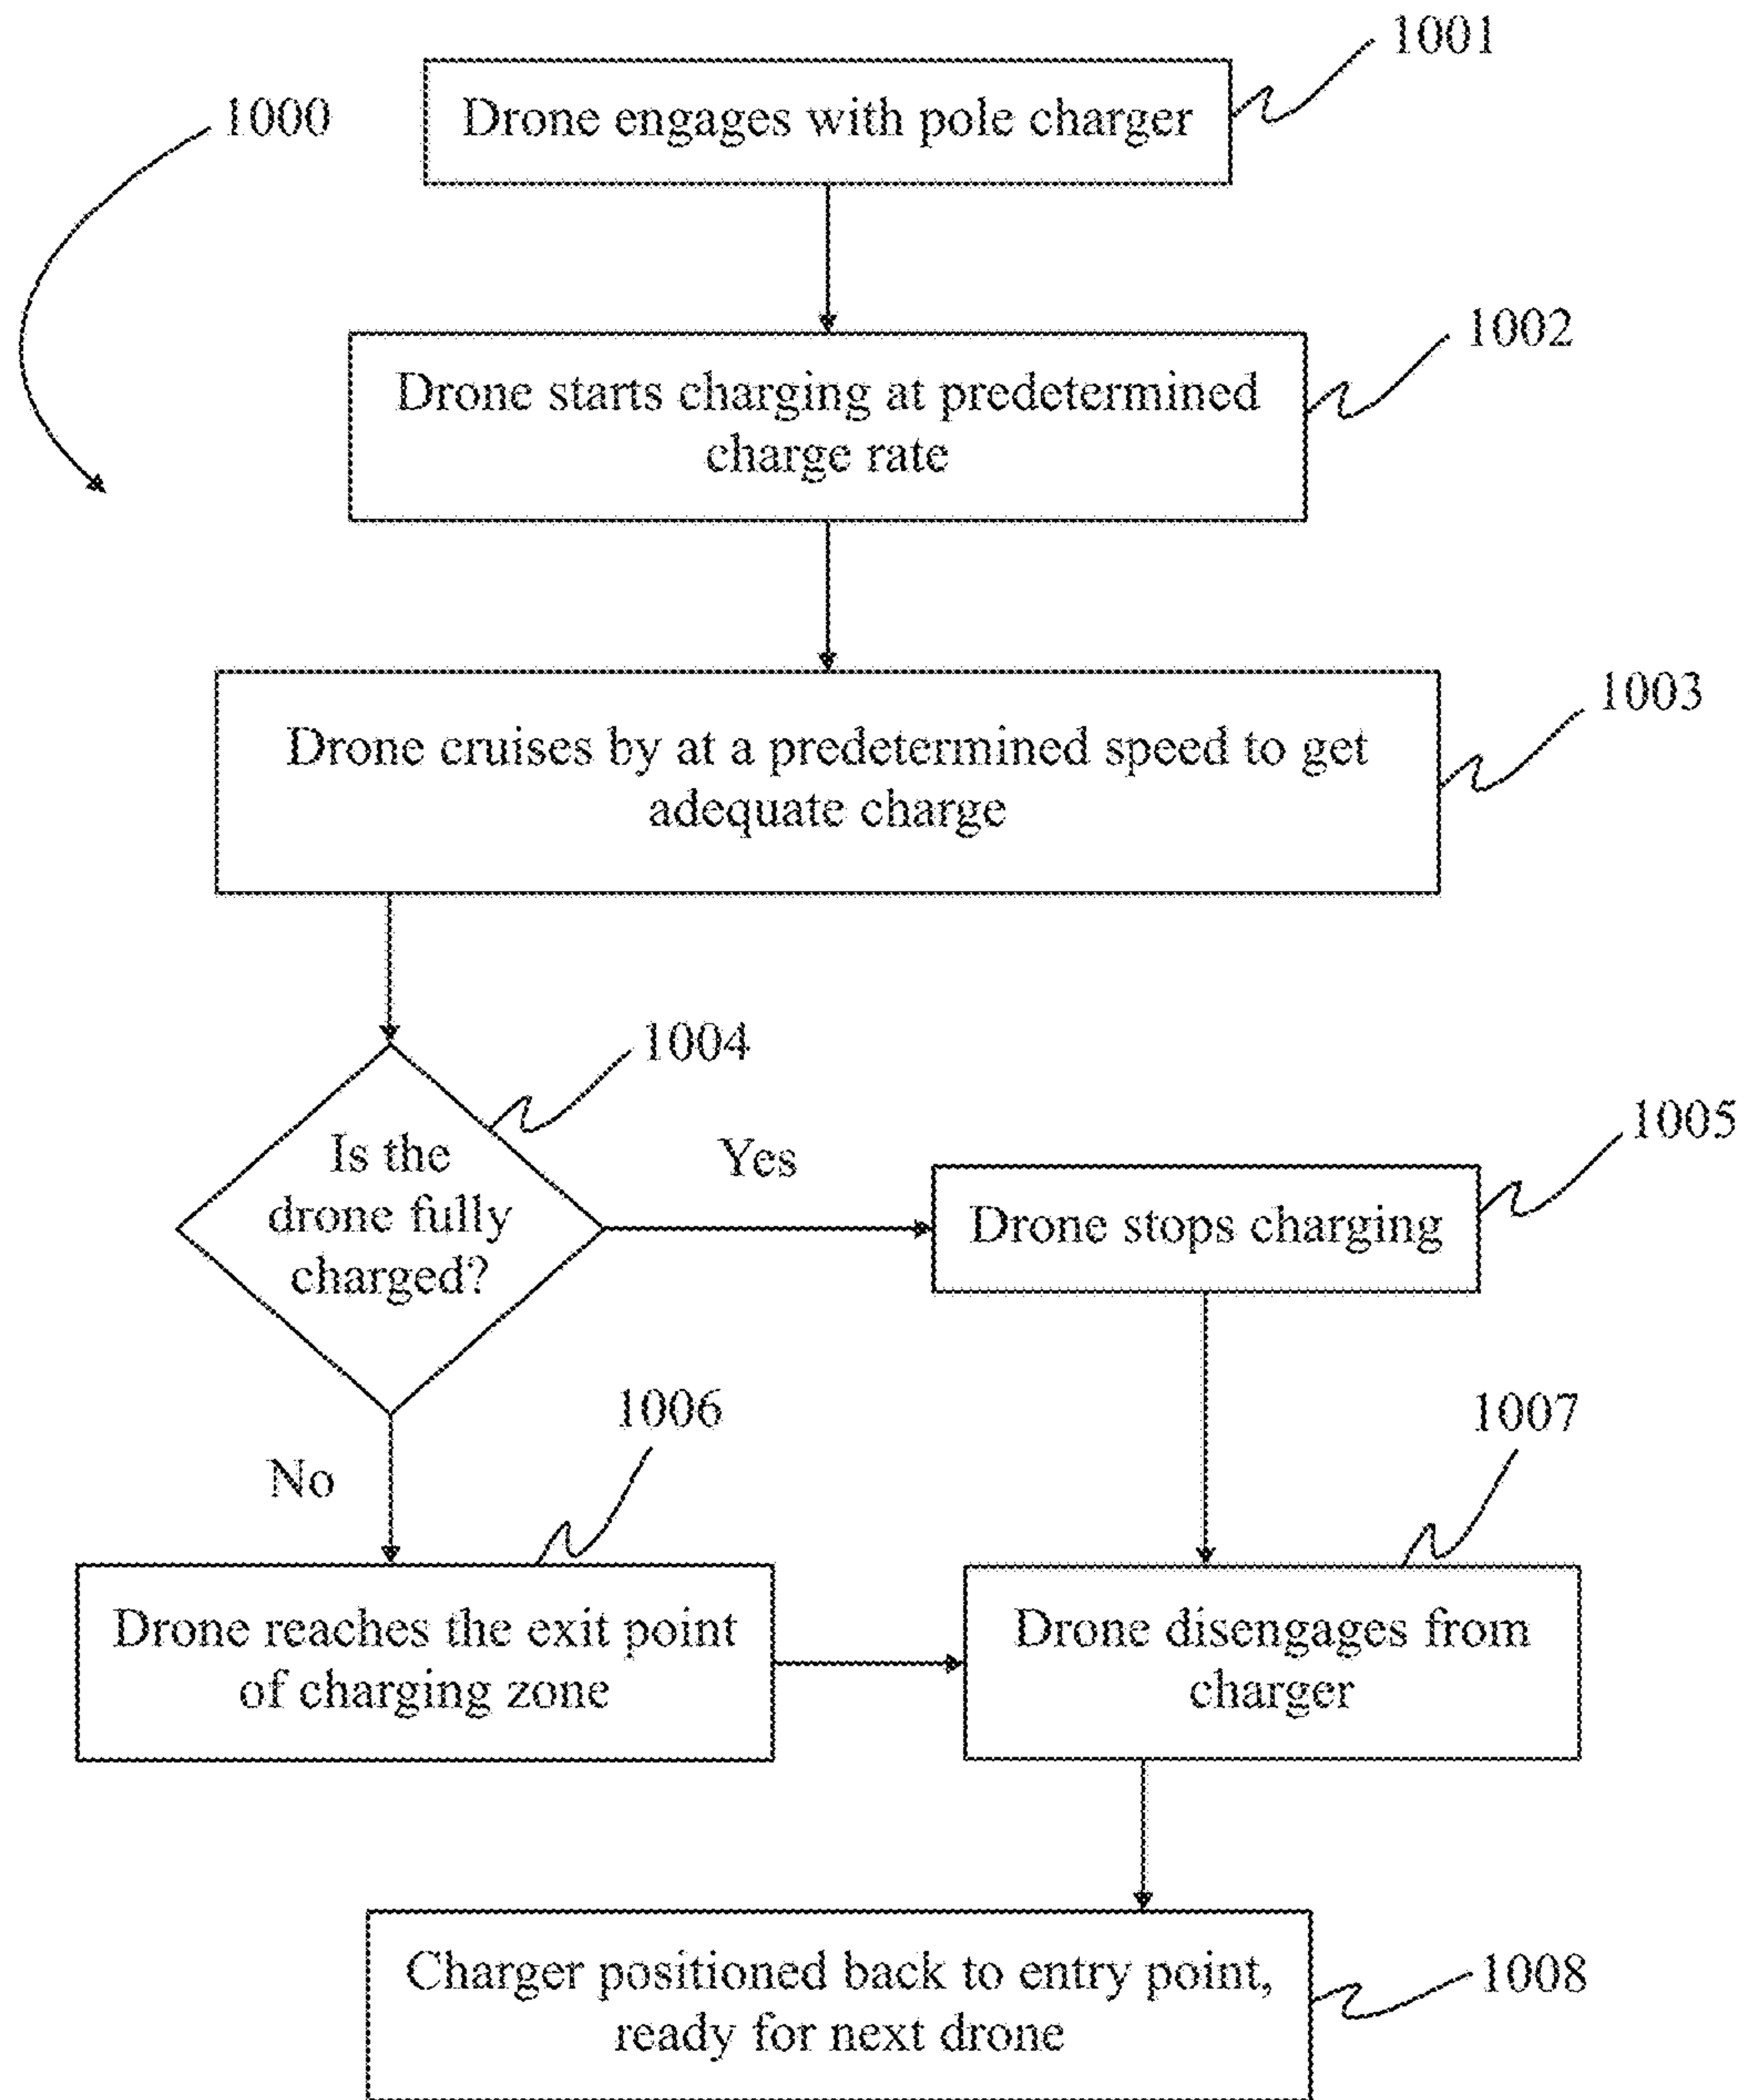 1001
1000
Drone engages with pole charger
1002
Drone starts charging at predetermined
charge rate
1003
Drone cruises by at a predetermined speed to get
adequate charge
1004
Is the
drone fully
charged?
Yes
1005
Drone stops charging
1006
1007
No
Drone reaches the exit point
of charging zone
Drone disengages from
charger
Charger positioned back to entry point,
ready for next drone
1008